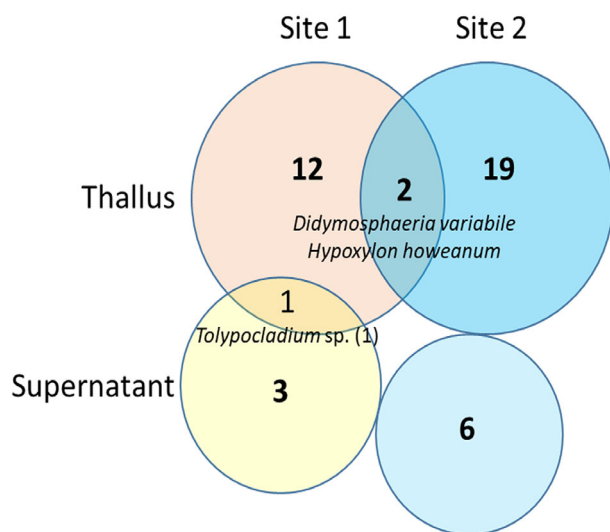 Site 1 Site 2
12
2
19
Thallus
Didymosphaeria variabile
Hypoxylon howeanum
1
Tolypocladium sp. (1)
Supernatant
3
6